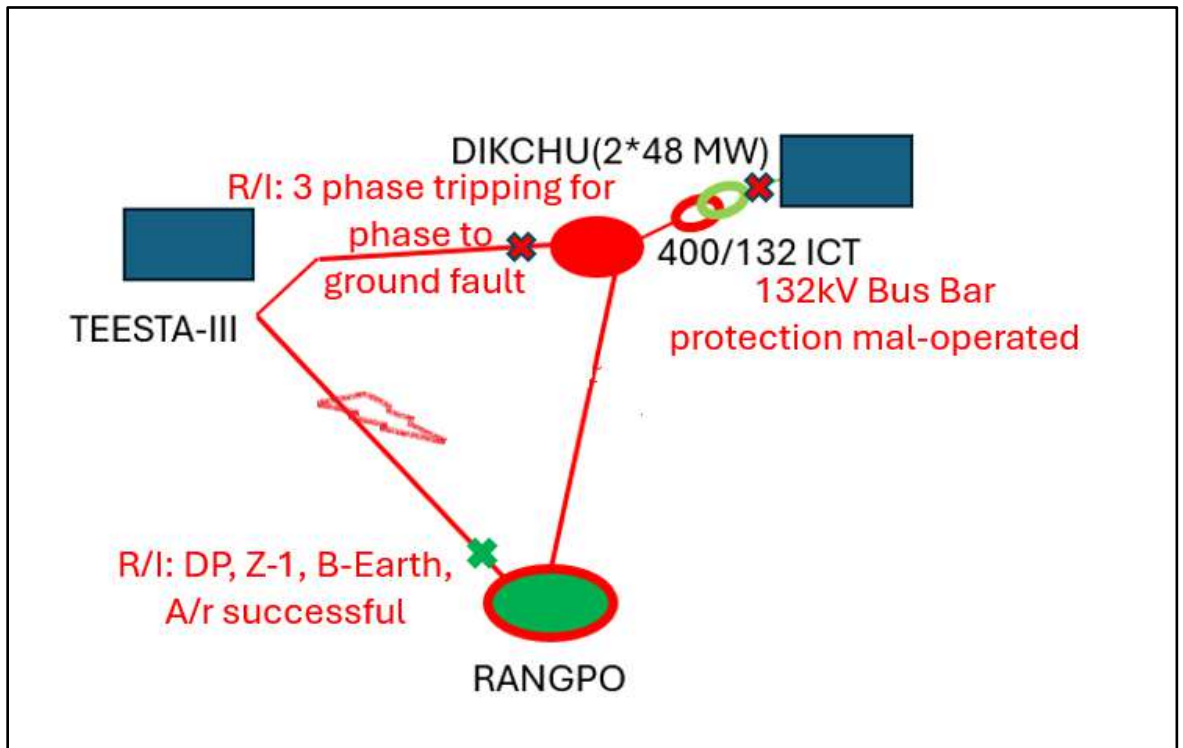 DIKCHU(2*48 MW)
R/I: 3 phase tripping for
phase to
ground fault
400/132 ICT
132kV Bus Bar
protection mal-operated
TEESTA-III
R/I: DP, Z-1, B-Earth,
A/r successful
RANGPO